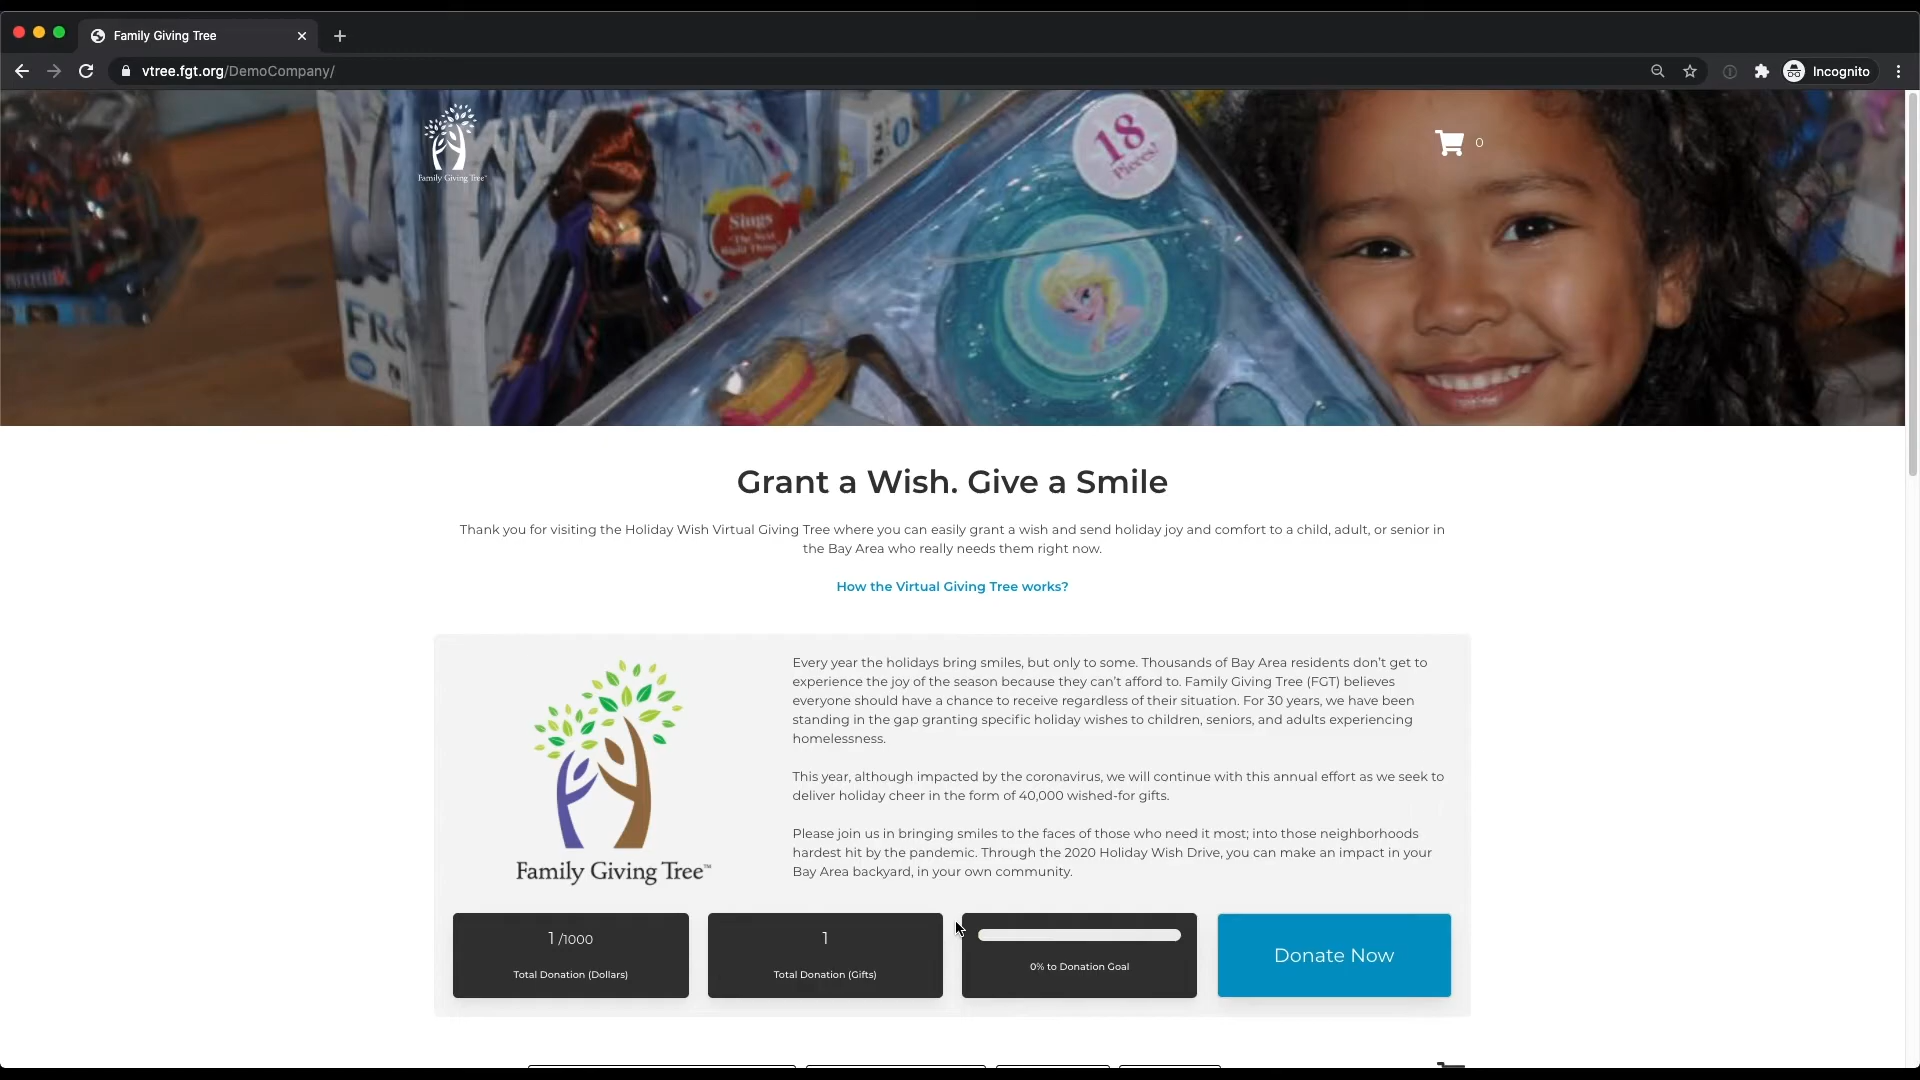 Family Giving Tree
vtree.fgt.org/DemoCompany/
Incognito
18
Pieces!
Family Giving Tree
0
Sings
FRO
Grant a Wish. Give a Smile
Thank you for visiting the Holiday Wish Virtual Giving Tree where you can easily grant a wish and send holiday joy and comfort to a child, adult, or senior in
the Bay Area who really needs them right now.
How the Virtual Giving Tree works?
Every year the holidays bring smiles, but only to some. Thousands of Bay Area residents don't get to
experience the joy of the season because they can't afford to. Family Giving Tree (FGT) believes
everyone should have a chance to receive regardless of their situation. For 30 years, we have been
standing in the gap granting specific holiday wishes to children, seniors, and adults experiencing
homelessness.
This year, although impacted by the coronavirus, we will continue with this annual effort as we seek to
deliver holiday cheer in the form of 40,000 wished-for gifts.
Please join us in bringing smiles to the faces of those who need it most; into those neighborhoods
hardest hit by the pandemic. Through the 2020 Holiday Wish Drive, you can make an impact in your
Bay Area backyard, in your own community.
Family Giving Tree™
1 /1000
Total Donation (Dollars)
1
Total Donation (Gifts)
0% to Donation Goal
Donate Now